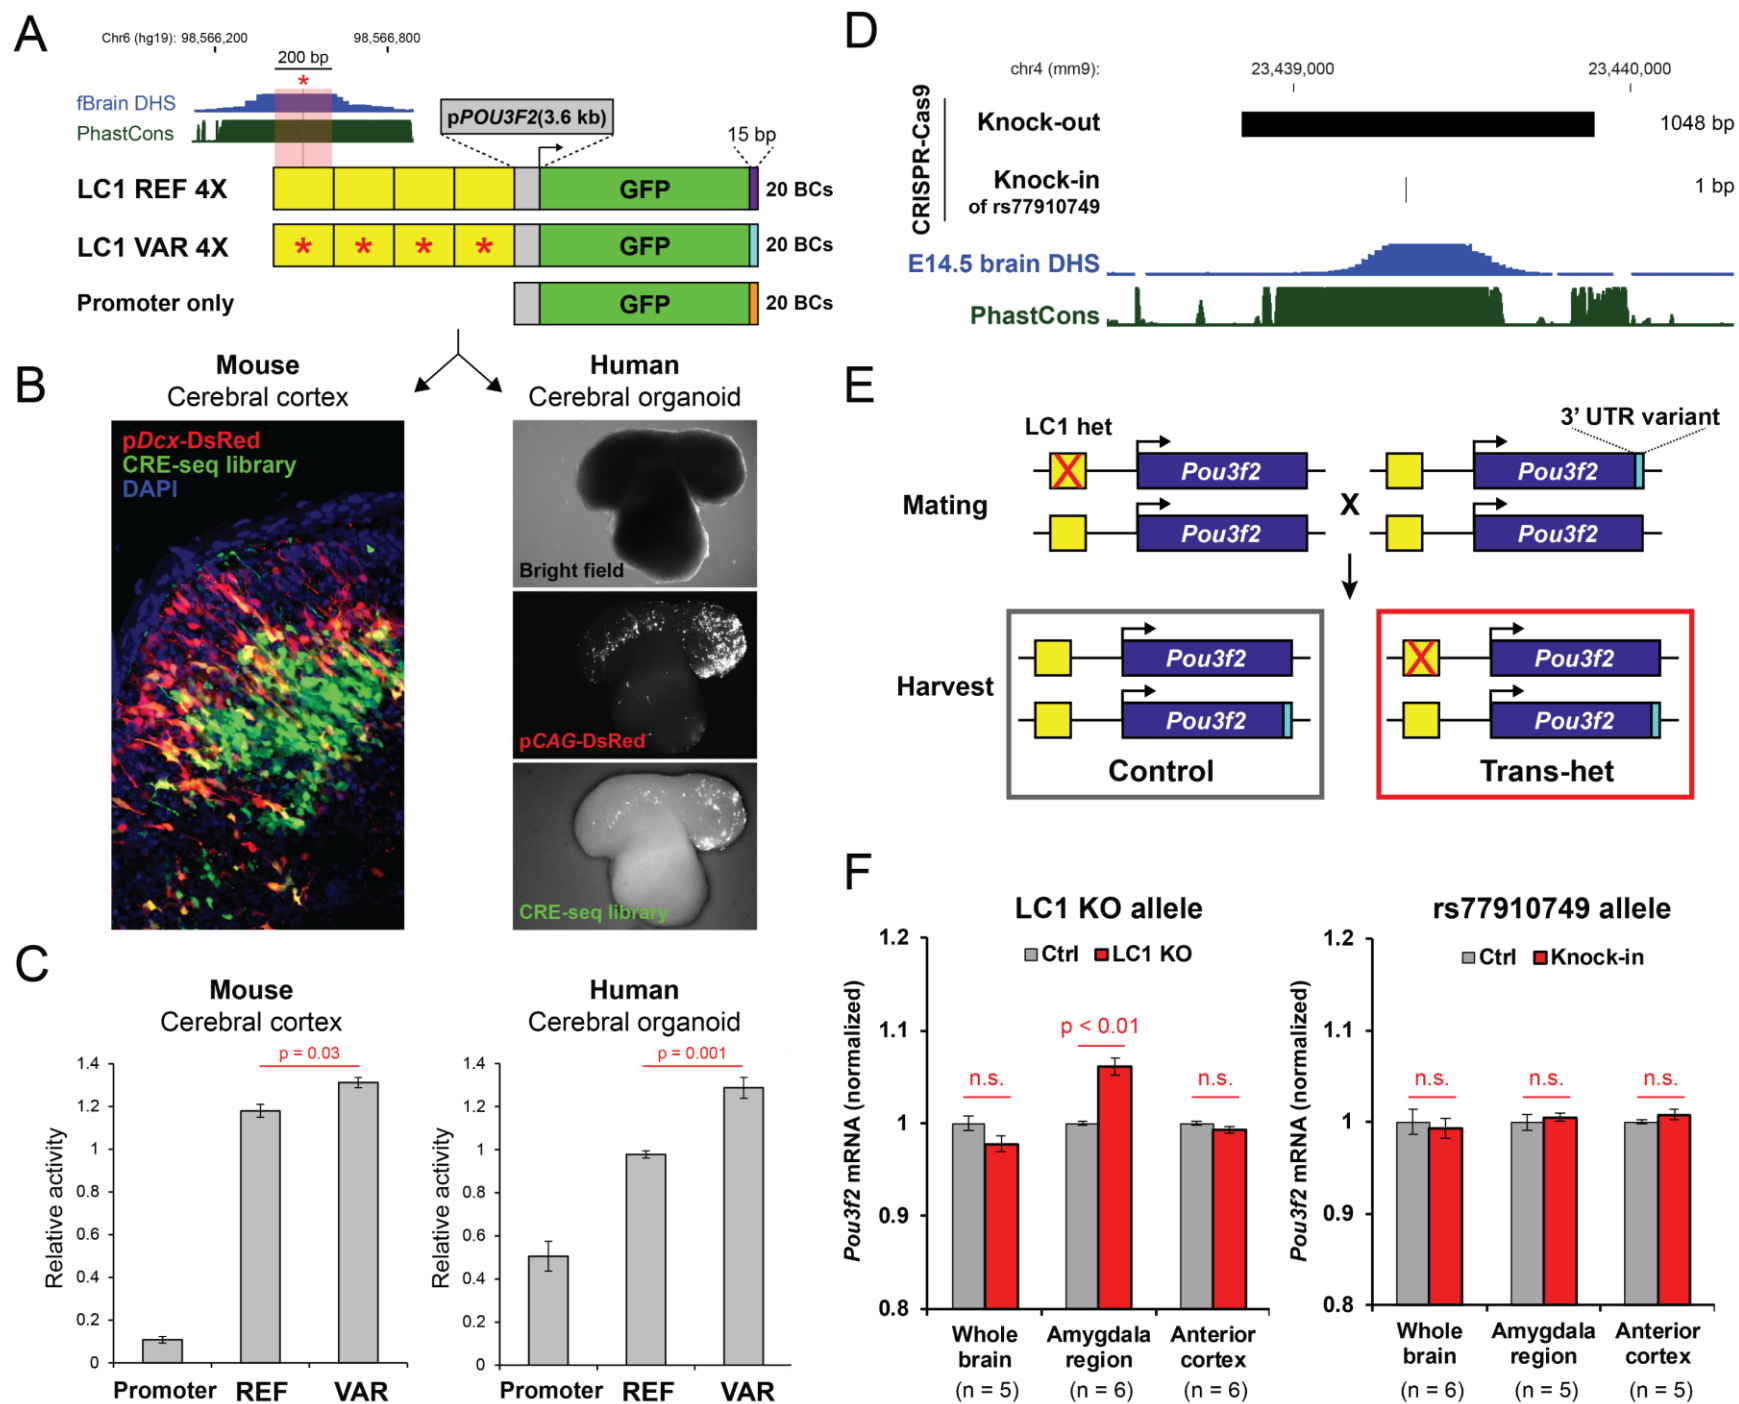 A
Chr6 (hg19): 98,566,200 98,566,800
200 bp
*
fBrain DHS
PhastCons
pPOU3F2(3.6 kb)
15 bp
LC1 REF 4X
GFP
20 BCs
LC1 VAR 4X
* * * *
GFP
20 BCs
Promoter only
GFP
20 BCs
B
Mouse
Cerebral cortex
Human
Cerebral organoid
pDcx-DsRed
CRE-seq library
DAPI
Bright field
pCAG-DsRed
CRE-seq library
C
Mouse
Cerebral cortex
p = 0.03
Relative activity
1.4
1.2
1
0.8
0.6
0.4
0.2
0
Promoter REF VAR
Human
Cerebral organoid
p = 0.001
Relative activity
1.4
1.2
1
0.8
0.6
0.4
0.2
0
Promoter REF VAR
D
chr4 (mm9): 23,439,000 23,440,000
CRISPR-Cas9
Knock-out
1048 bp
Knock-in
of rs77910749
1 bp
E14.5 brain DHS
PhastCons
E
LC1 het
3' UTR variant
Mating
Pou3f2
Pou3f2
X
Pou3f2
Pou3f2
Harvest
Pou3f2
Pou3f2
Control
Pou3f2
Pou3f2
Trans-het
F
LC1 KO allele
Ctrl LC1 KO
Pou3f2 mRNA (normalized)
1.2
1.1
1
0.9
0.8
n.s.
p < 0.01
n.s.
Whole brain
(n = 5)
Amygdala region
(n = 6)
Anterior cortex
(n = 6)
rs77910749 allele
Ctrl Knock-in
Pou3f2 mRNA (normalized)
1.2
1.1
1
0.9
0.8
n.s.
n.s.
n.s.
Whole brain
(n = 6)
Amygdala region
(n = 5)
Anterior cortex
(n = 5)